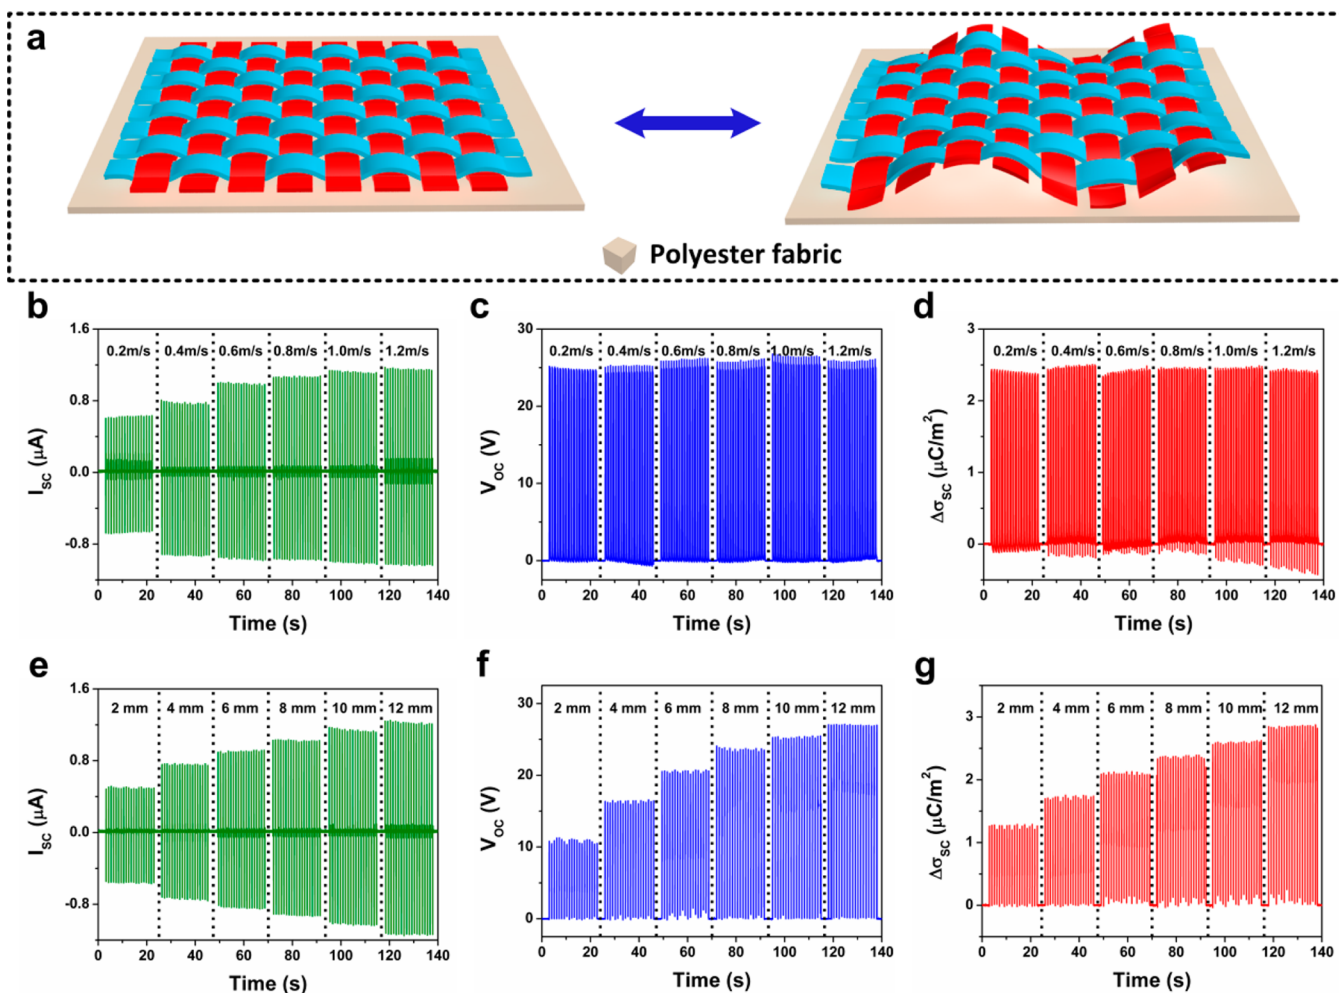 a
Polyester fabric
b
1.6
0.8
0.0
-0.8
I_SC (μA)
0.2m/s 0.4m/s 0.6m/s 0.8m/s 1.0m/s 1.2m/s
0 20 40 60 80 100 120 140
Time (s)
c
30
20
10
0
V_OC (V)
0.2m/s 0.4m/s 0.6m/s 0.8m/s 1.0m/s 1.2m/s
0 20 40 60 80 100 120 140
Time (s)
d
3
2
1
0
Δσ_SC (μC/m²)
0.2m/s 0.4m/s 0.6m/s 0.8m/s 1.0m/s 1.2m/s
0 20 40 60 80 100 120 140
Time (s)
e
1.6
0.8
0.0
-0.8
I_SC (μA)
2 mm 4 mm 6 mm 8 mm 10 mm 12 mm
0 20 40 60 80 100 120 140
Time (s)
f
30
20
10
0
V_OC (V)
2 mm 4 mm 6 mm 8 mm 10 mm 12 mm
0 20 40 60 80 100 120 140
Time (s)
g
3
2
1
0
Δσ_SC (μC/m²)
2 mm 4 mm 6 mm 8 mm 10 mm 12 mm
0 20 40 60 80 100 120 140
Time (s)